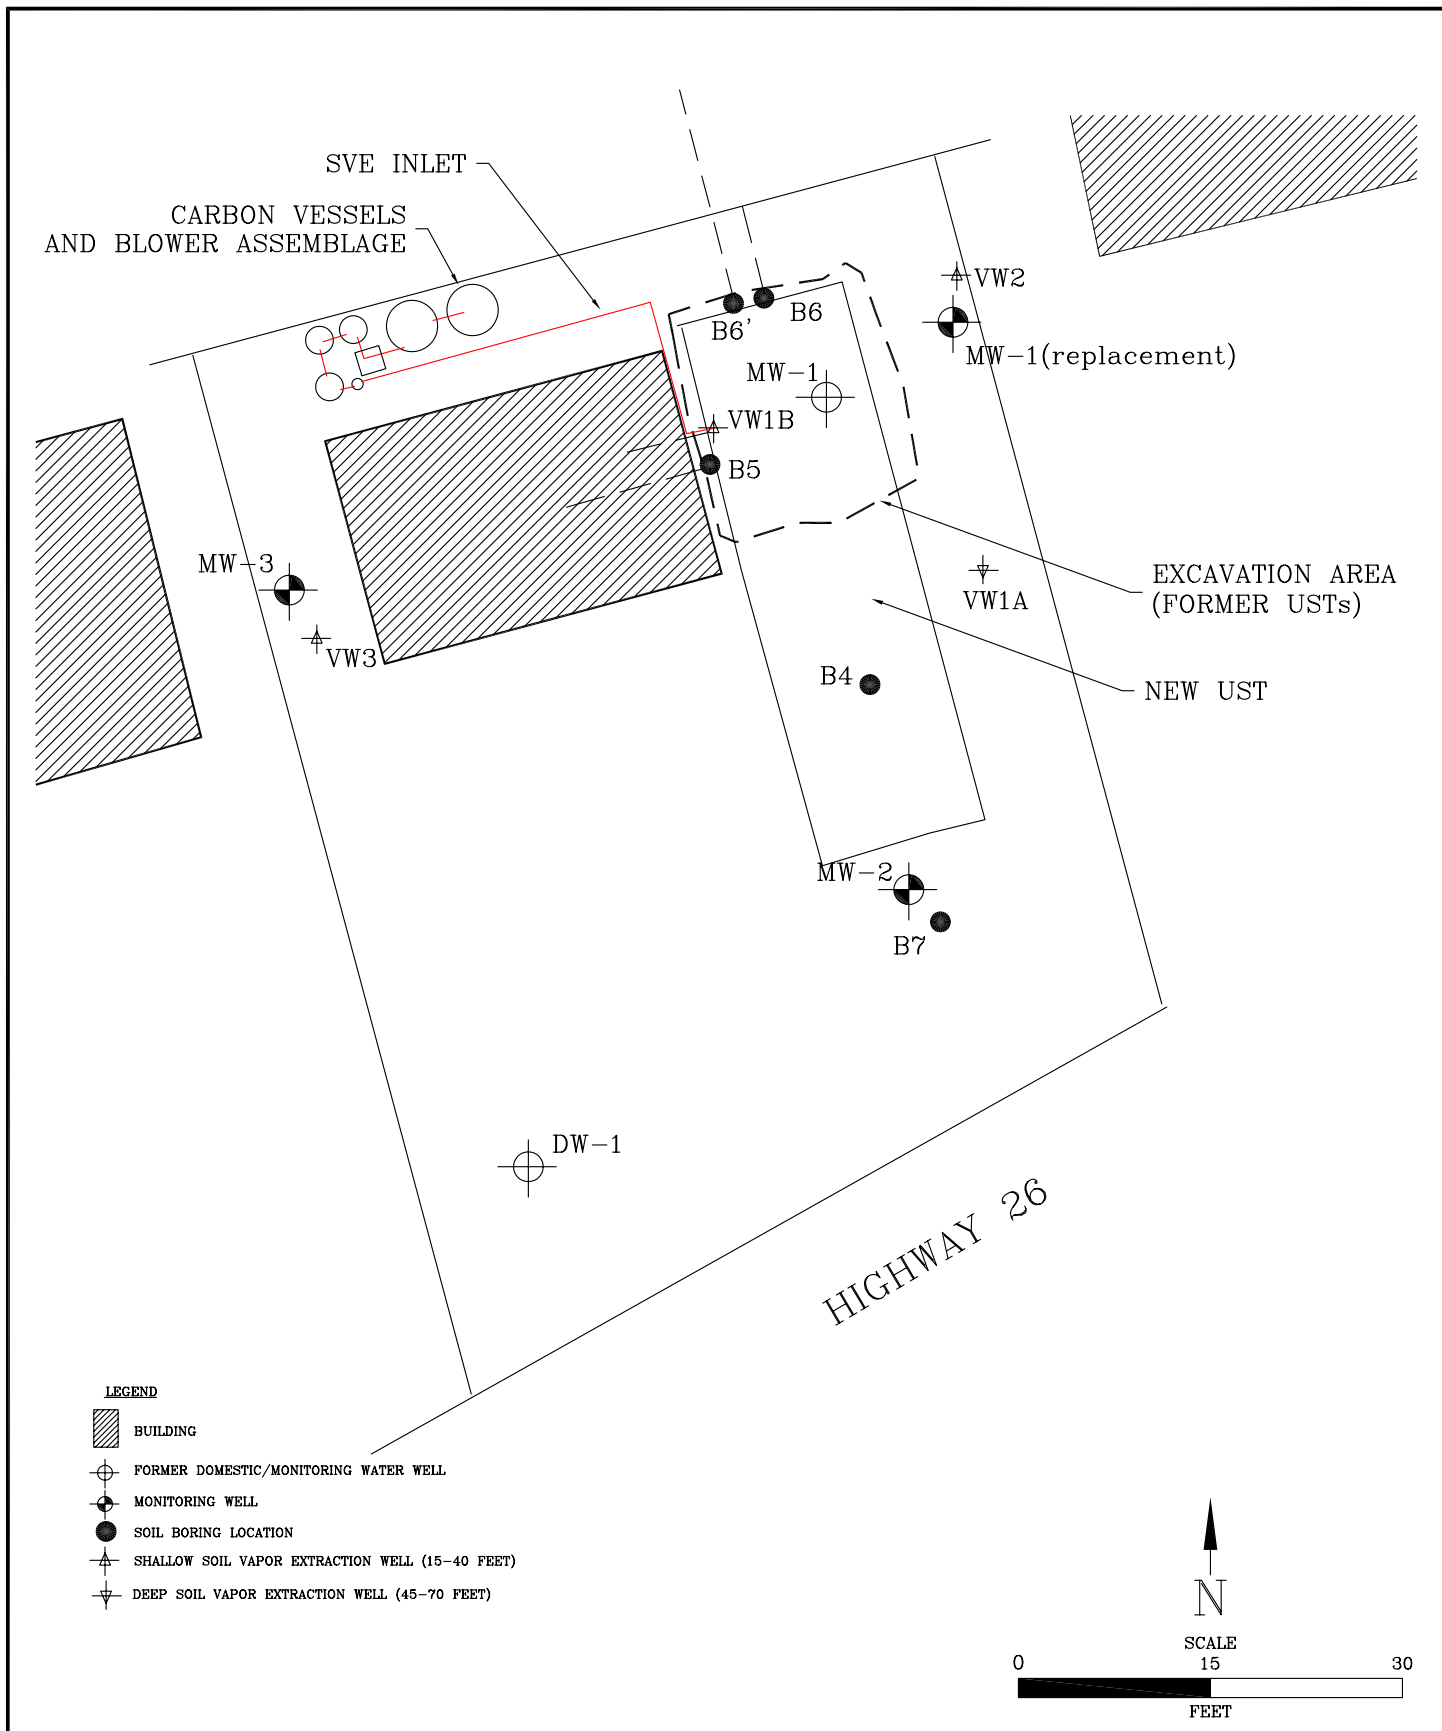 SVE INLET
CARBON VESSELS
AND BLOWER ASSEMBLAGE
VW2
B6
B6'
MW-1(replacement)
MW-1
VW1B
B5
MW-3
EXCAVATION AREA
(FORMER USTs)
VW1A
VW3
B4
NEW UST
MW-2
B7
DW-1
HIGHWAY 26
LEGEND
BUILDING
FORMER DOMESTIC/MONITORING WATER WELL
MONITORING WELL
SOIL BORING LOCATION
SHALLOW SOIL VAPOR EXTRACTION WELL (15-40 FEET)
DEEP SOIL VAPOR EXTRACTION WELL (45-70 FEET)
N
SCALE
0 15 30
FEET